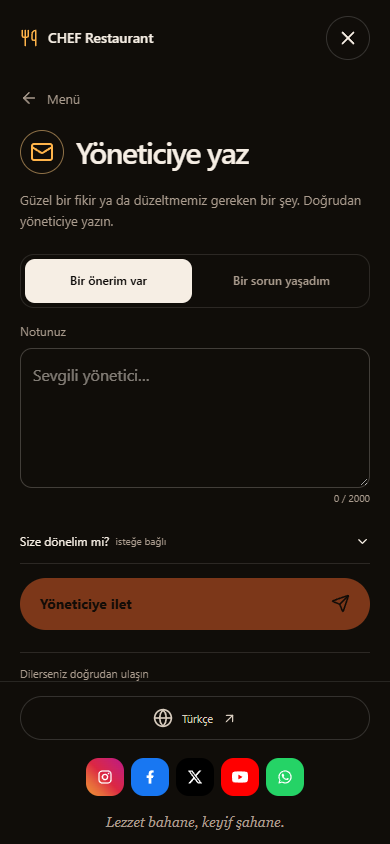 CHEF Restaurant
Menü
Yöneticiye yaz
Güzel bir fikir ya da düzeltmemiz gereken bir şey. Doğrudan
yöneticiye yazın.
Bir önerim var
Bir sorun yaşadım
Notunuz
Sevgili yönetici...
0 / 2000
Size dönelim mi? isteğe bağlı
Yöneticiye ilet
Dilerseniz doğrudan ulaşın
Türkçe
Lezzet bahane, keyif şahane.